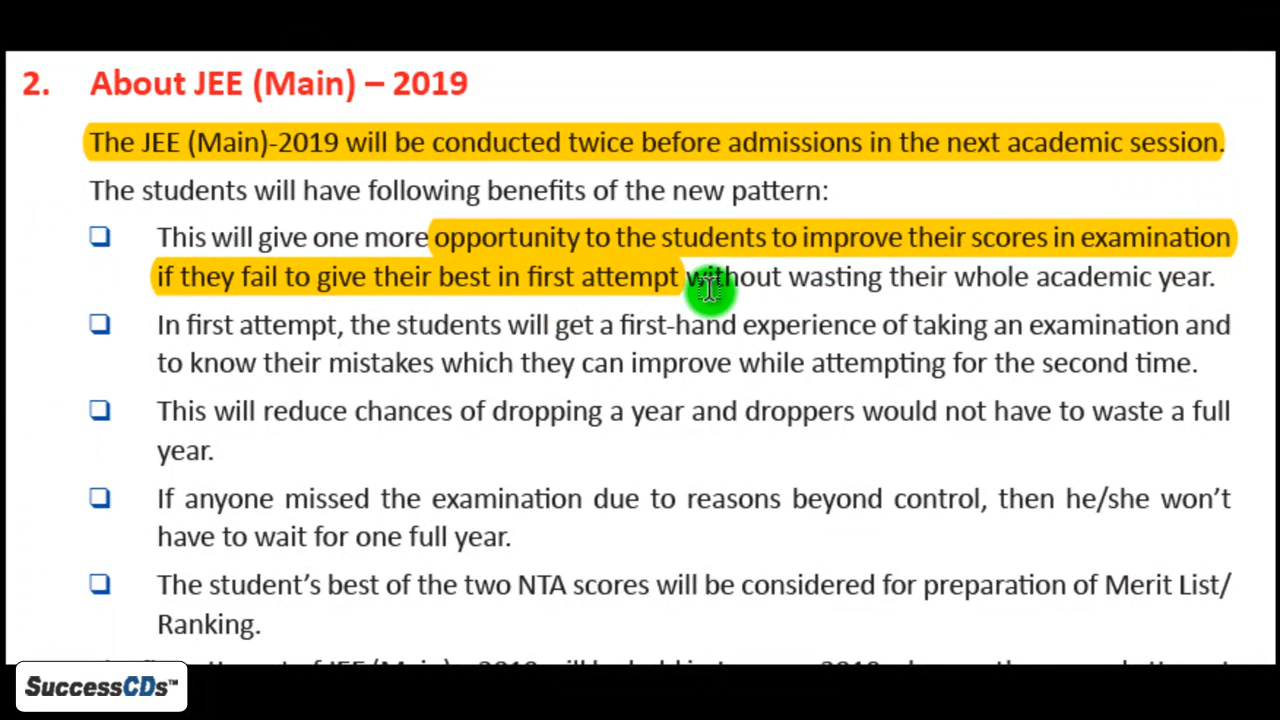 2. About JEE (Main) – 2019
The JEE (Main)-2019 will be conducted twice before admissions in the next academic session.
The students will have following benefits of the new pattern:
❑ This will give one more opportunity to the students to improve their scores in examination
if they fail to give their best in first attempt without wasting their whole academic year.
❑ In first attempt, the students will get a first-hand experience of taking an examination and
to know their mistakes which they can improve while attempting for the second time.
❑ This will reduce chances of dropping a year and droppers would not have to waste a full
year.
❑ If anyone missed the examination due to reasons beyond control, then he/she won't
have to wait for one full year.
❑ The student's best of the two NTA scores will be considered for preparation of Merit List/
Ranking.
SuccessCDs™